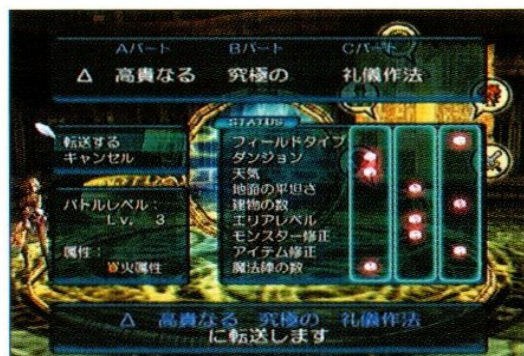 Aパート Bパート Cパート
Δ 高貴なる 究極の 礼儀作法
転送する
キャンセル
バトルレベル:
Lv. 3
属性:
火属性
STATUS
フィールドタイプ
ダンジョン
天気
地面の平坦さ
建物の数
エリアレベル
モンスター修正
アイテム修正
魔法陣の数
Δ 高貴なる 究極の 礼儀作法
に転送します